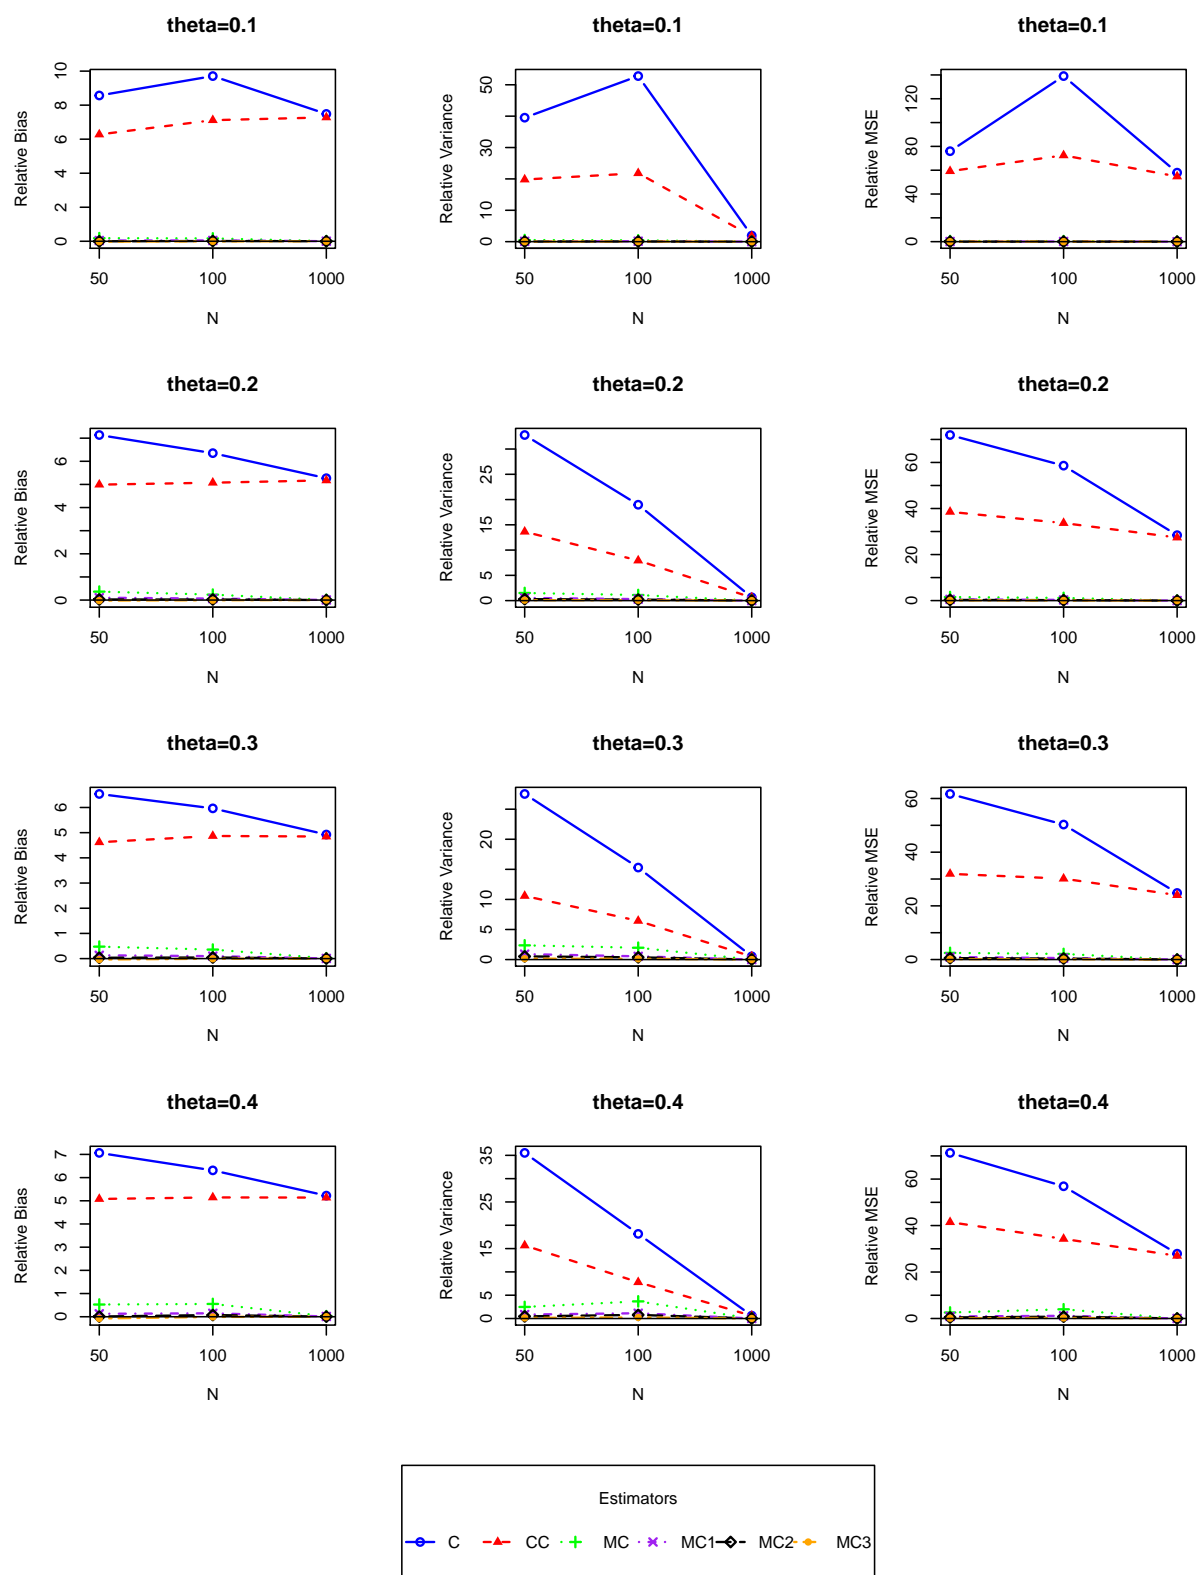 theta=0.1
theta=0.1
theta=0.1
Relative Bias
0 2 4 6 8 10
50 100 1000
N
Relative Variance
0 10 30 50
50 100 1000
N
Relative MSE
0 40 80 120
50 100 1000
N
theta=0.2
theta=0.2
theta=0.2
Relative Bias
0 2 4 6
50 100 1000
N
Relative Variance
0 5 15 25
50 100 1000
N
Relative MSE
0 20 40 60
50 100 1000
N
theta=0.3
theta=0.3
theta=0.3
Relative Bias
0 1 2 3 4 5 6
50 100 1000
N
Relative Variance
0 5 10 20
50 100 1000
N
Relative MSE
0 20 40 60
50 100 1000
N
theta=0.4
theta=0.4
theta=0.4
Relative Bias
0 1 2 3 4 5 6 7
50 100 1000
N
Relative Variance
0 5 15 25 35
50 100 1000
N
Relative MSE
0 20 40 60
50 100 1000
N
Estimators
C CC MC MC1 MC2 MC3